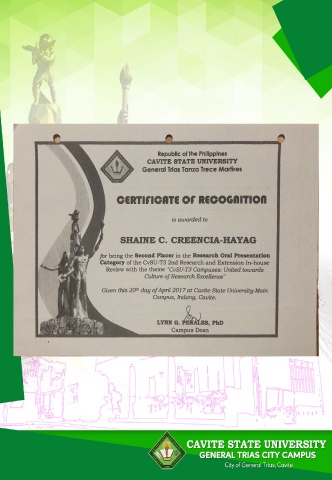 Republic of the Philippines
CAVITE STATE UNIVERSITY
General Trias Tanza Trece Martires
CERTIFICATE OF RECOGNITION
is awarded to
SHAINE C. CREENCIA-HAYAG
for being the Second Placer in the Research Oral Presentation
Category of the CvSU-T3 2nd Research and Extension In-house
Review with the theme "CvSU-T3 Campuses: United towards
Culture of Research Excellence"
Given this 20th day of April 2017 at Cavite State University-Main
Campus, Indang, Cavite.
LYNN G. PERALES, PhD
Campus Dean
CAVITE STATE UNIVERSITY
GENERAL TRIAS CITY CAMPUS
City of General Trias, Cavite